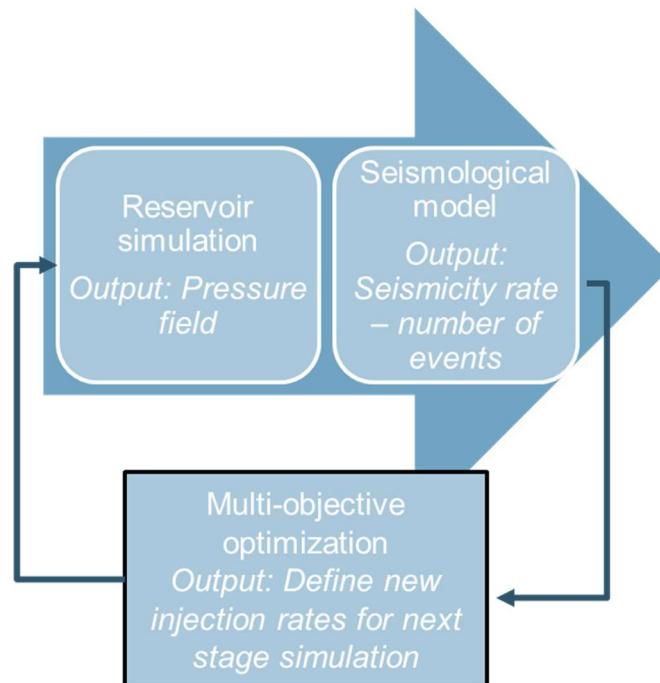 Reservoir
simulation
Output: Pressure
field
Seismological
model
Output:
Seismicity rate
– number of
events
Multi-objective
optimization
Output: Define new
injection rates for next
stage simulation